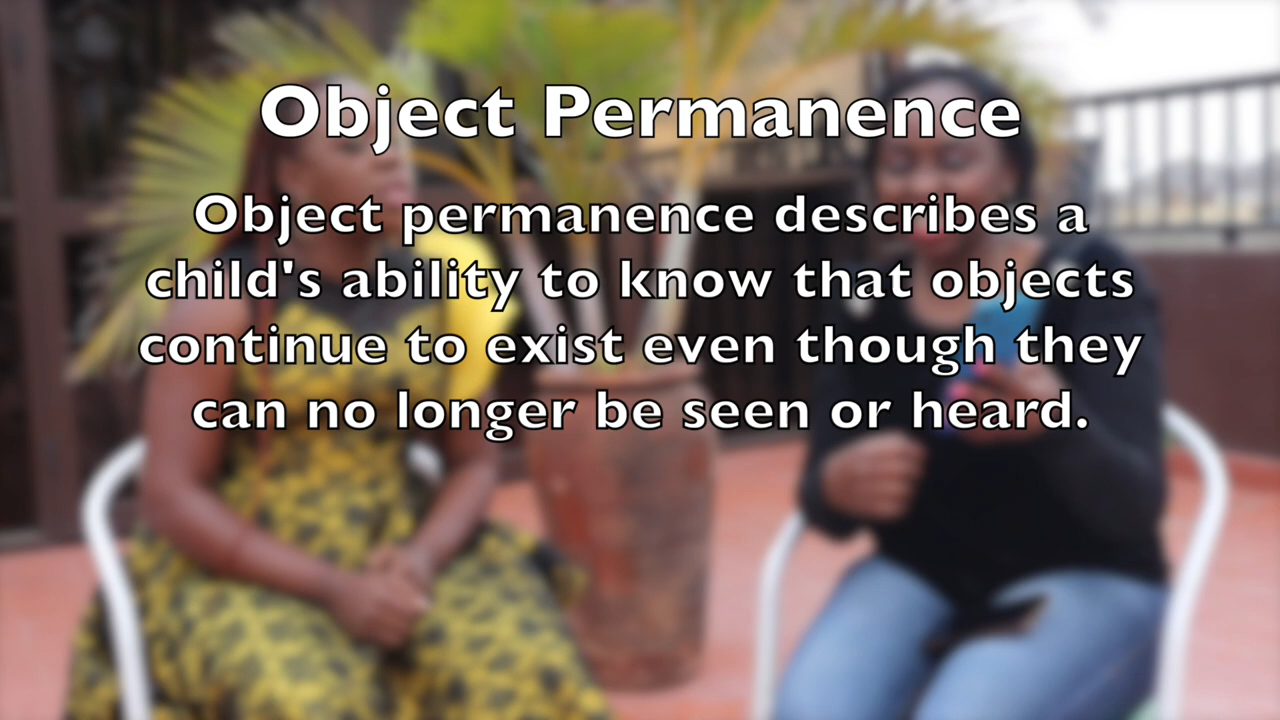 Object Permanence
Object permanence describes a
child's ability to know that objects
continue to exist even though they
can no longer be seen or heard.